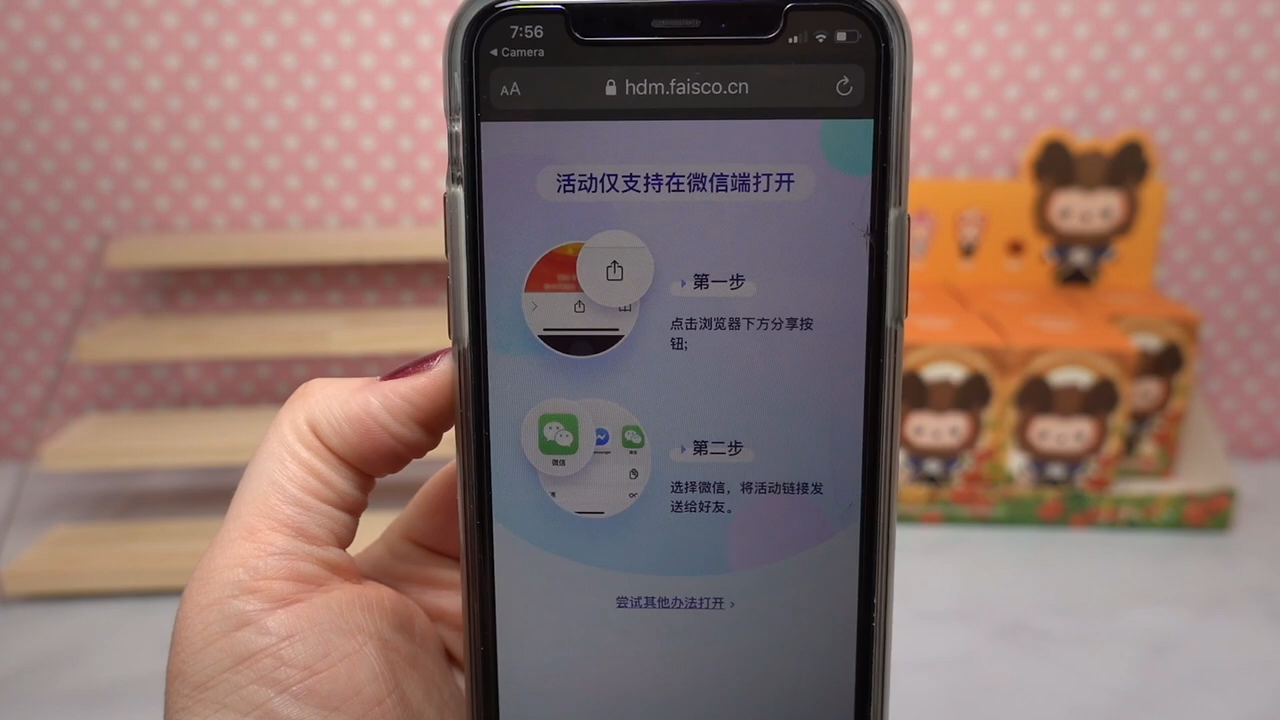 7:56
◀ Camera
AA
hdm.faisco.cn
活动仅支持在微信端打开
第一步
点击浏览器下方分享按
钮;
微信
第二步
选择微信，将活动链接发
送给好友。
尝试其他办法打开 ›